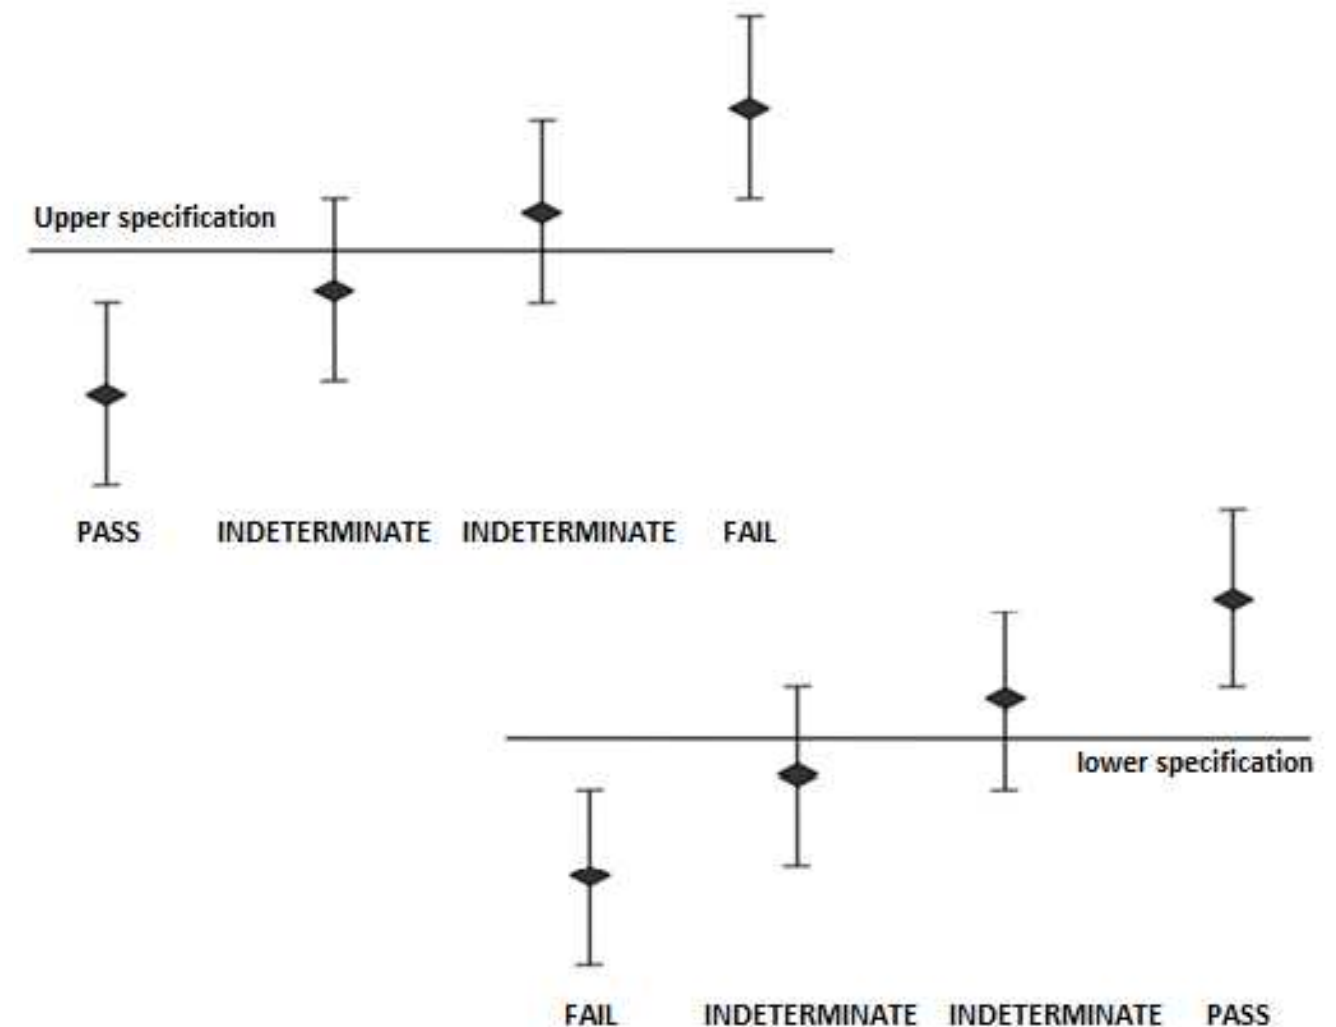 Upper specification
PASS INDETERMINATE INDETERMINATE FAIL
lower specification
FAIL INDETERMINATE INDETERMINATE PASS